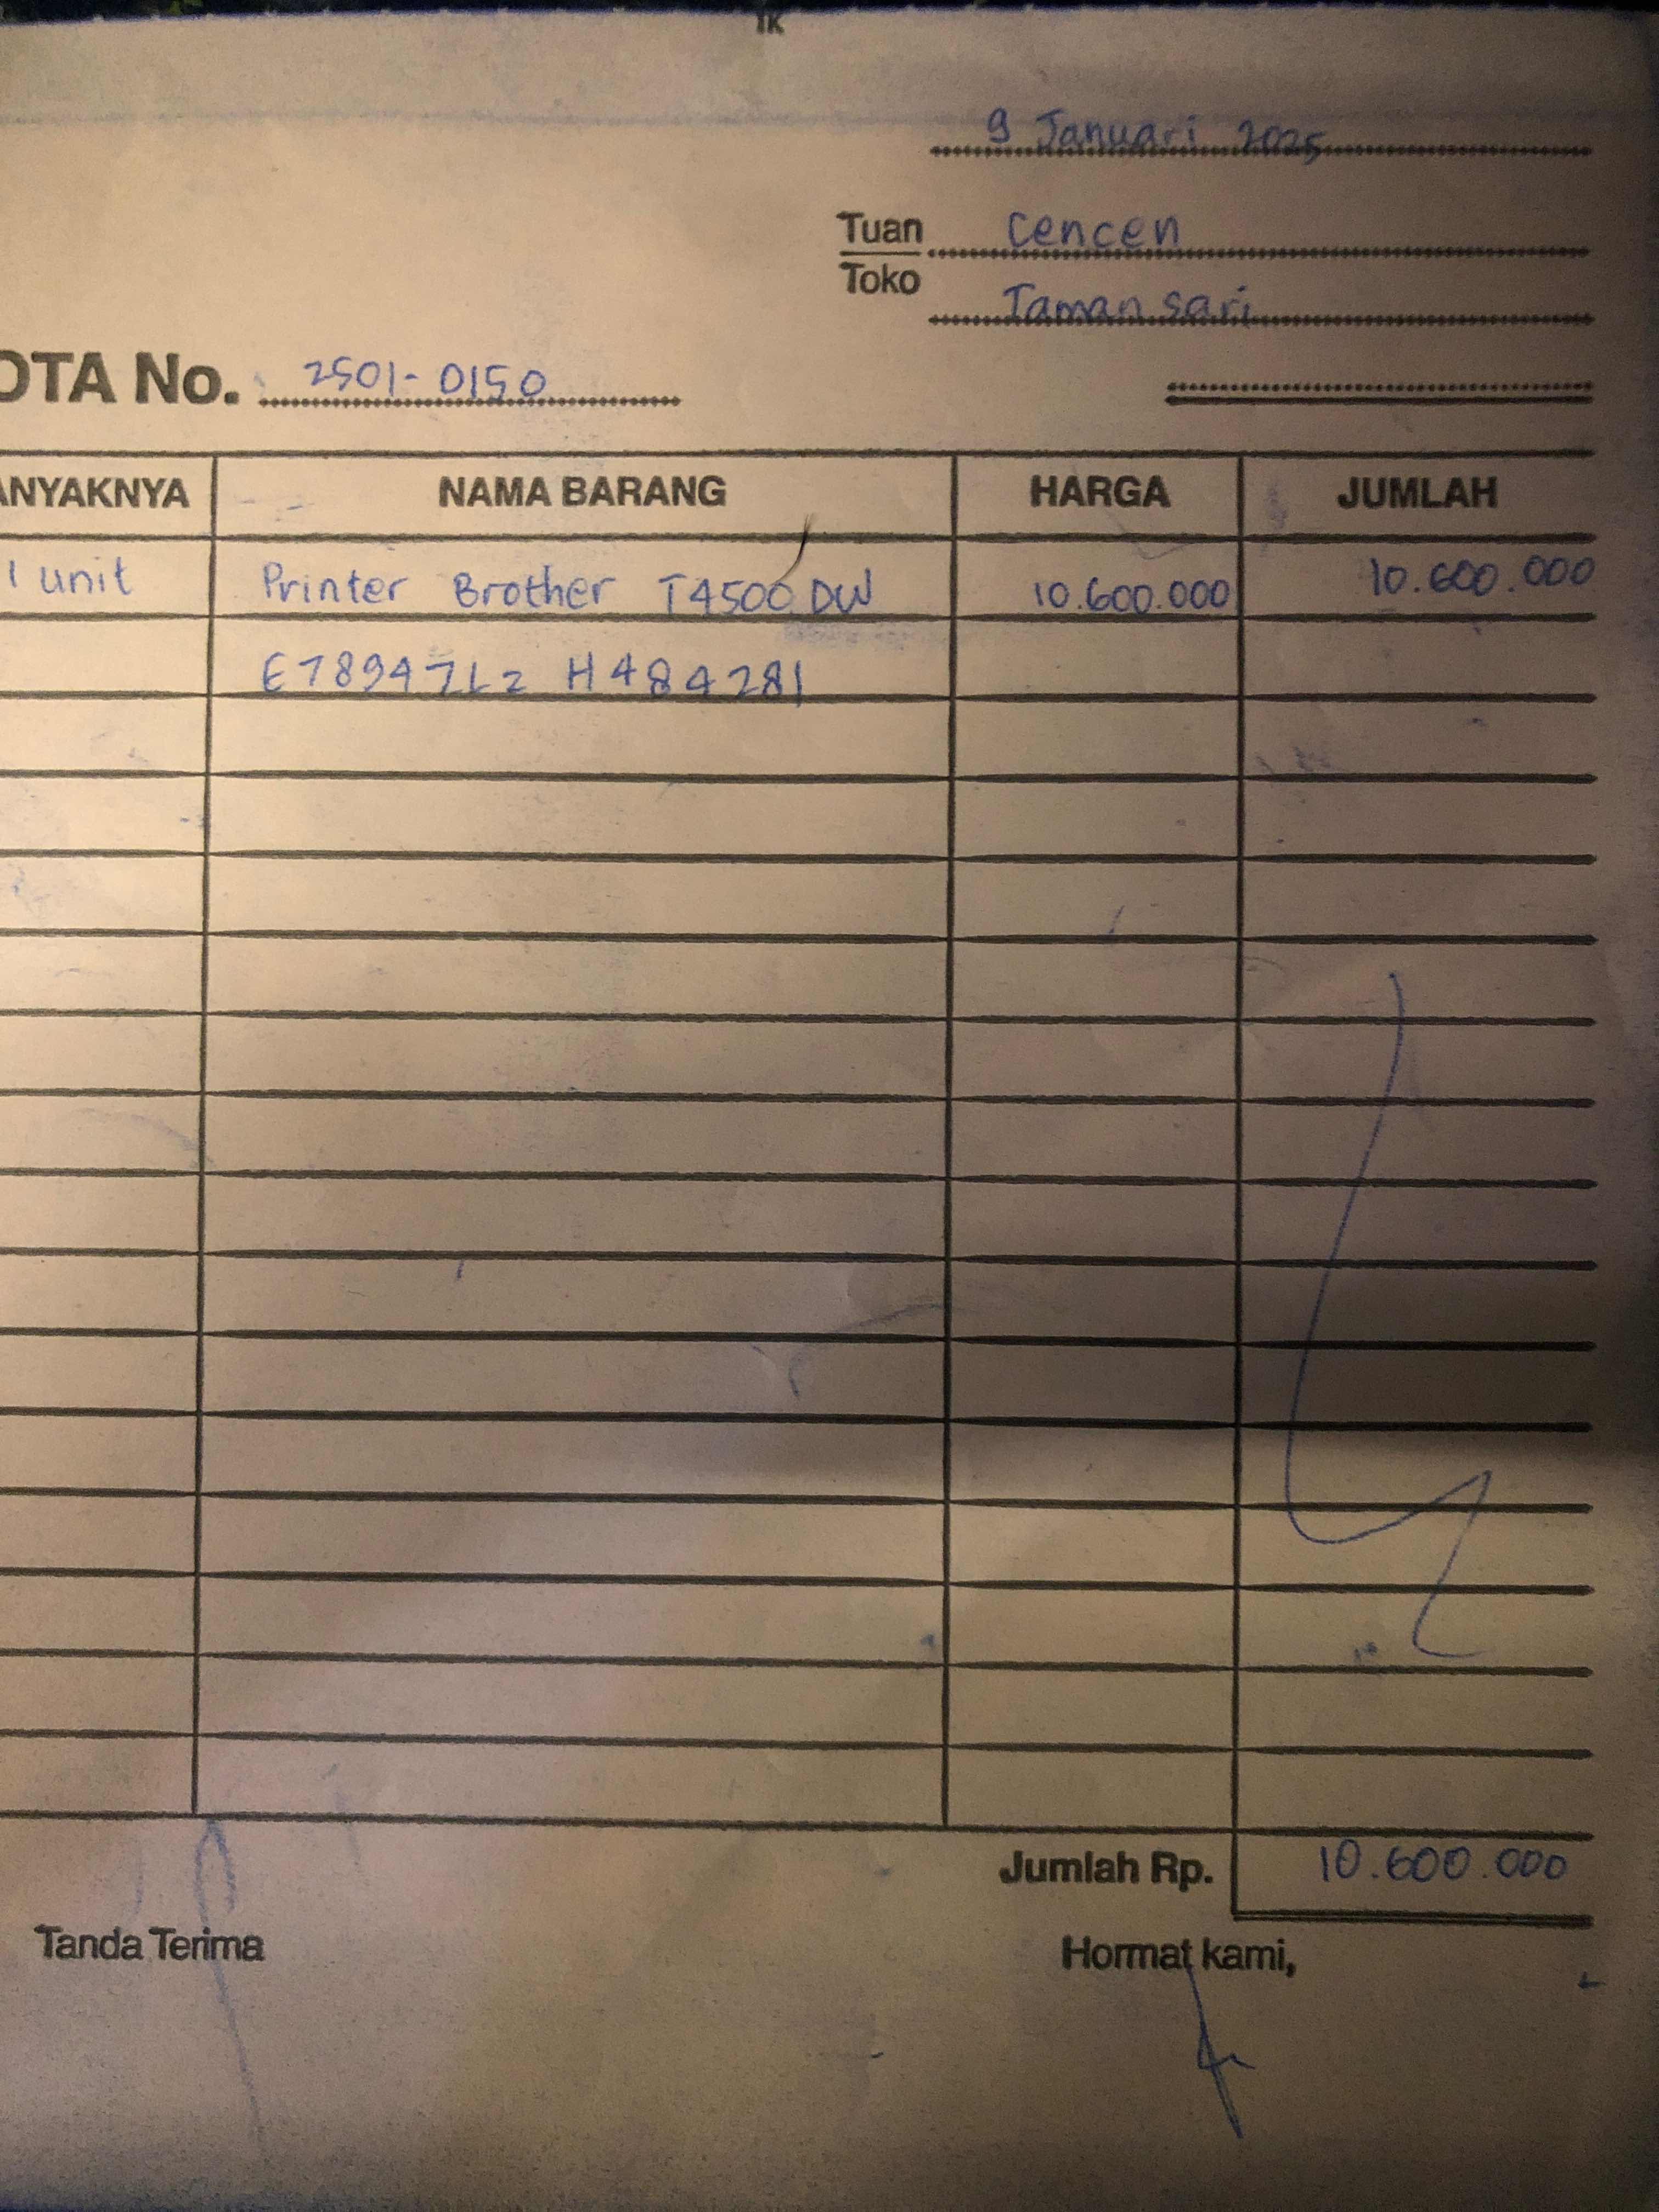 9 Januari 2025
Tuan Cencen
Toko
Taman Sari
OTA No. 2501-0150
ANYAKNYA NAMA BARANG HARGA JUMLAH
1 unit Printer Brother T4500 DW 10.600.000 10.600.000
E78947L2 H484281
Jumlah Rp. 10.600.000
Tanda Terima Hormat kami,